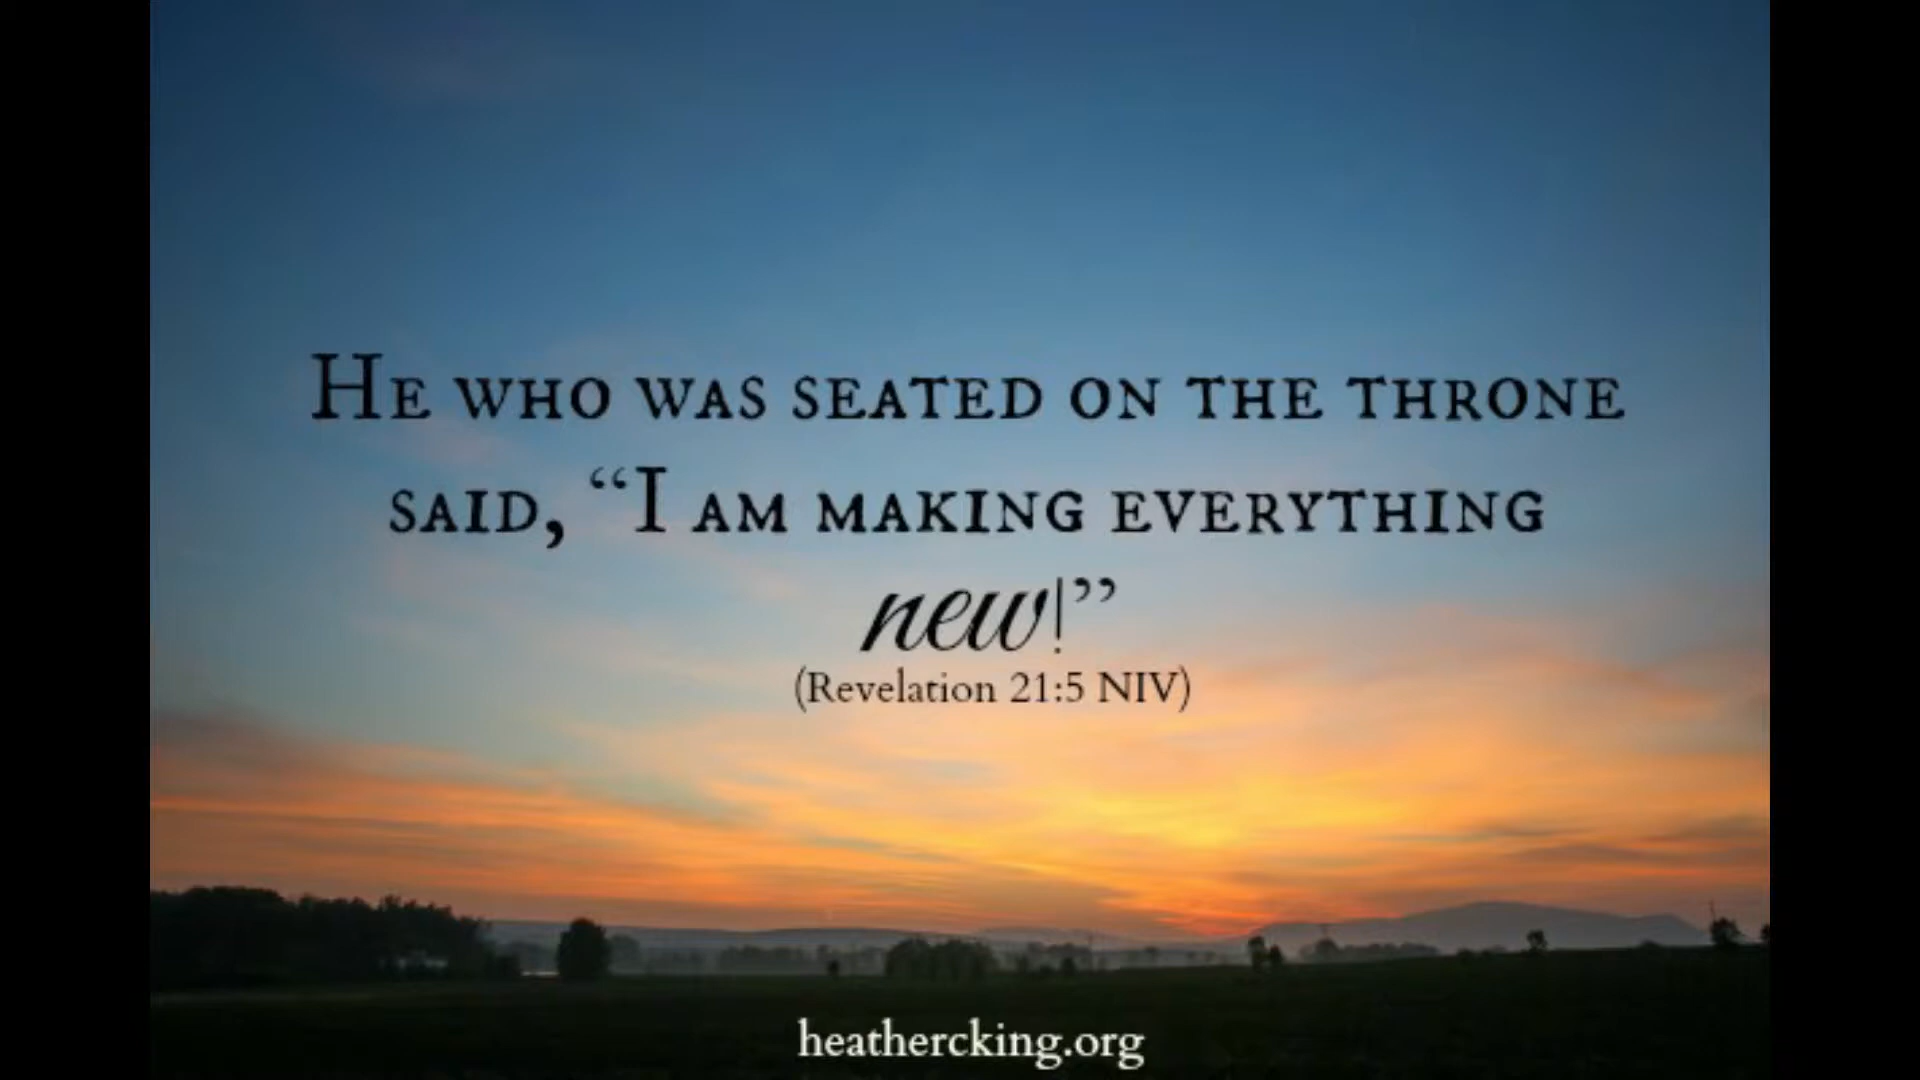 He who was seated on the throne
said, “I am making everything
new!”
(Revelation 21:5 NIV)
heathercking.org